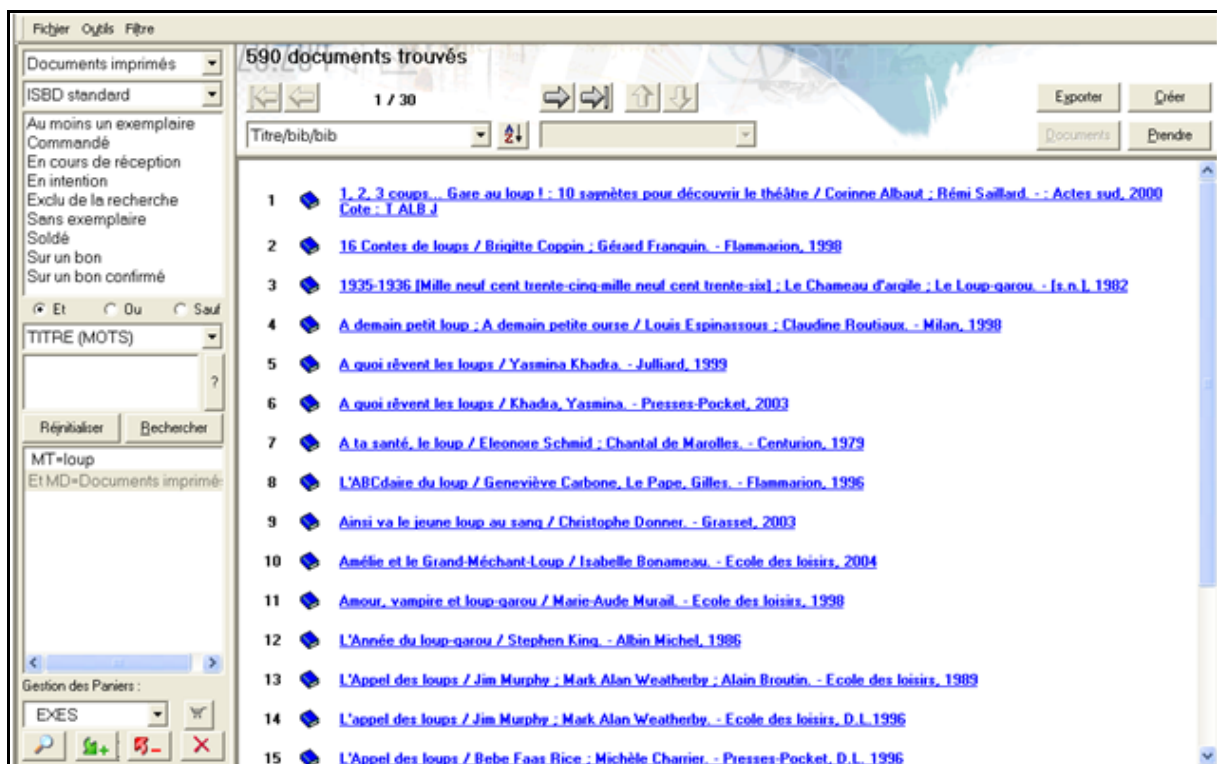 Fichier Outils Filtre
Documents imprimés
ISBD standard
Au moins un exemplaire
Commandé
En cours de réception
En intention
Exclu de la recherche
Sans exemplaire
Soldé
Sur un bon
Sur un bon confirmé
Et Ou Sauf
TITRE (MOTS)
?
Réinitialiser Rechercher
MT=loup
Et MD=Documents imprimé
Gestion des Paniers :
EXES
590 documents trouvés
1 / 30
Exporter Créer
Titre/bib/bib
Documents Prendre
1 1, 2, 3 coups... Gare au loup ! : 10 saynètes pour découvrir le théâtre / Corinne Albaut ; Rémi Saillard. - : Actes sud, 2000
Cote : T ALB J
2 16 Contes de loups / Brigitte Coppin ; Gérard Franquin. - Flammarion, 1998
3 1935-1936 [Mille neuf cent trente-cinq-mille neuf cent trente-six] ; Le Chameau d'argile ; Le Loup-garou. - [s.n.], 1982
4 A demain petit loup ; A demain petite ourse / Louis Espinassous ; Claudine Routiaux. - Milan, 1998
5 A quoi rêvent les loups / Yasmina Khadra. - Julliard, 1999
6 A quoi rêvent les loups / Khadra, Yasmina. - Presses-Pocket, 2003
7 A ta santé, le loup / Eleonore Schmid ; Chantal de Marolles. - Centurion, 1979
8 L'ABCdaire du loup / Geneviève Carbone, Le Pape, Gilles. - Flammarion, 1996
9 Ainsi va le jeune loup au sang / Christophe Donner. - Grasset, 2003
10 Amélie et le Grand-Méchant-Loup / Isabelle Bonameau. - Ecole des loisirs, 2004
11 Amour, vampire et loup-garou / Marie-Aude Murail. - Ecole des loisirs, 1998
12 L'Année du loup-garou / Stephen King. - Albin Michel, 1986
13 L'Appel des loups / Jim Murphy ; Mark Alan Weatherby ; Alain Broutin. - Ecole des loisirs, 1989
14 L'appel des loups / Jim Murphy ; Mark Alan Weatherby. - Ecole des loisirs, D.L.1996
15 L'Appel des loups / Bebe Faas Rice ; Michèle Charrier. - Presses-Pocket, D.L. 1996